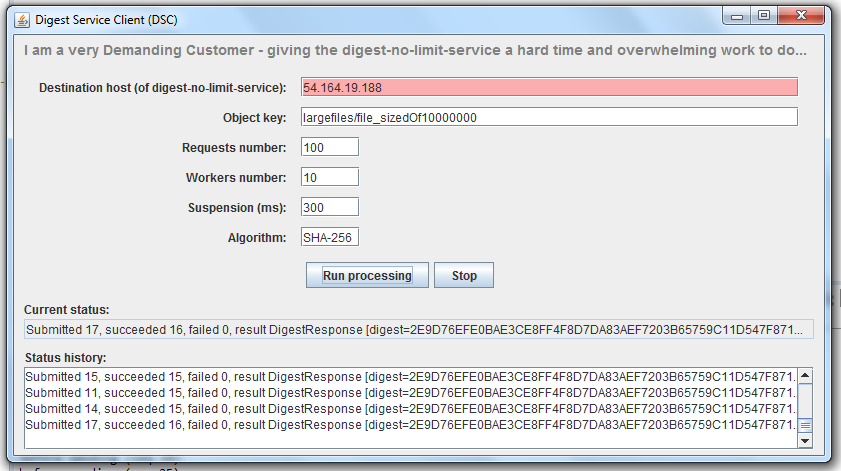 Digest Service Client (DSC)
I am a very Demanding Customer - giving the digest-no-limit-service a hard time and overwhelming work to do...
Destination host (of digest-no-limit-service): 54.164.19.188
Object key: largefiles/file_sizedOf10000000
Requests number: 100
Workers number: 10
Suspension (ms): 300
Algorithm: SHA-256
Run processing Stop
Current status:
Submitted 17, succeeded 16, failed 0, result DigestResponse [digest=2E9D76EFE0BAE3CE8FF4F8D7DA83AEF7203B65759C11D547F871...
Status history:
Submitted 15, succeeded 15, failed 0, result DigestResponse [digest=2E9D76EFE0BAE3CE8FF4F8D7DA83AEF7203B65759C11D547F871.
Submitted 11, succeeded 15, failed 0, result DigestResponse [digest=2E9D76EFE0BAE3CE8FF4F8D7DA83AEF7203B65759C11D547F871.
Submitted 14, succeeded 15, failed 0, result DigestResponse [digest=2E9D76EFE0BAE3CE8FF4F8D7DA83AEF7203B65759C11D547F871.
Submitted 17, succeeded 16, failed 0, result DigestResponse [digest=2E9D76EFE0BAE3CE8FF4F8D7DA83AEF7203B65759C11D547F871.